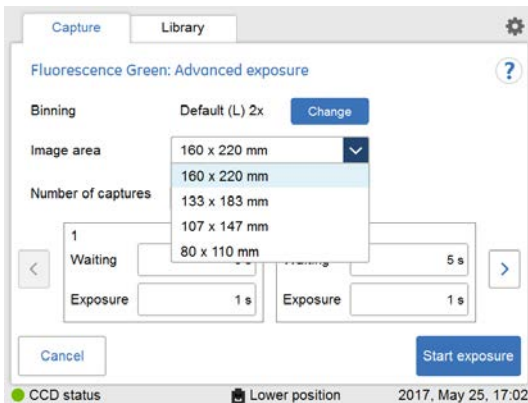 Capture Library
Fluorescence Green: Advanced exposure ?
Binning Default (L) 2x Change
Image area 160 x 220 mm
160 x 220 mm
133 x 183 mm
Number of captures
107 x 147 mm
1
80 x 110 mm
Waiting 5 s
Exposure 1 s Exposure 1 s
Cancel Start exposure
CCD status Lower position 2017, May 25, 17:02